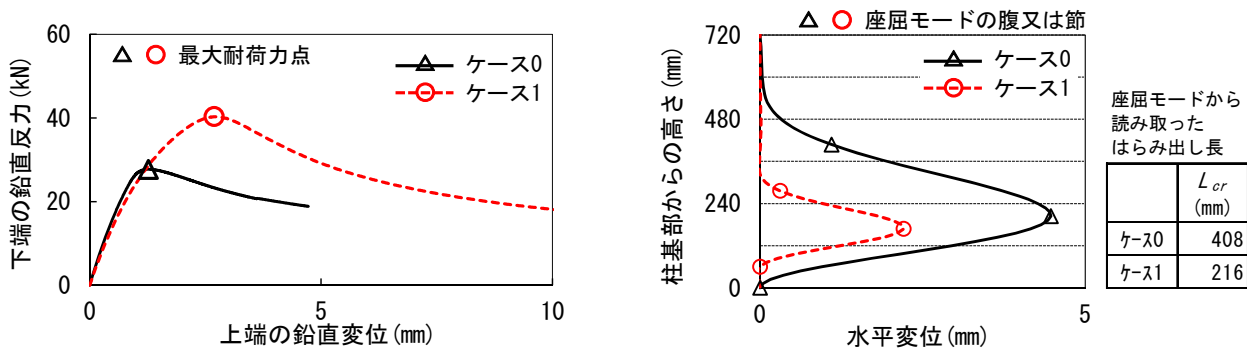 60
40
20
0
下端の鉛直反力(kN)
△ ○ 最大耐荷力点
ケース0
ケース1
0
5
10
上端の鉛直変位(mm)
△ ○ 座屈モードの腹又は節
720
480
240
0
柱基部からの高さ(mm)
ケース0
ケース1
0
5
水平変位(mm)
座屈モードから
読み取った
はらみ出し長
Lcr
(mm)
ケース0 408
ケース1 216